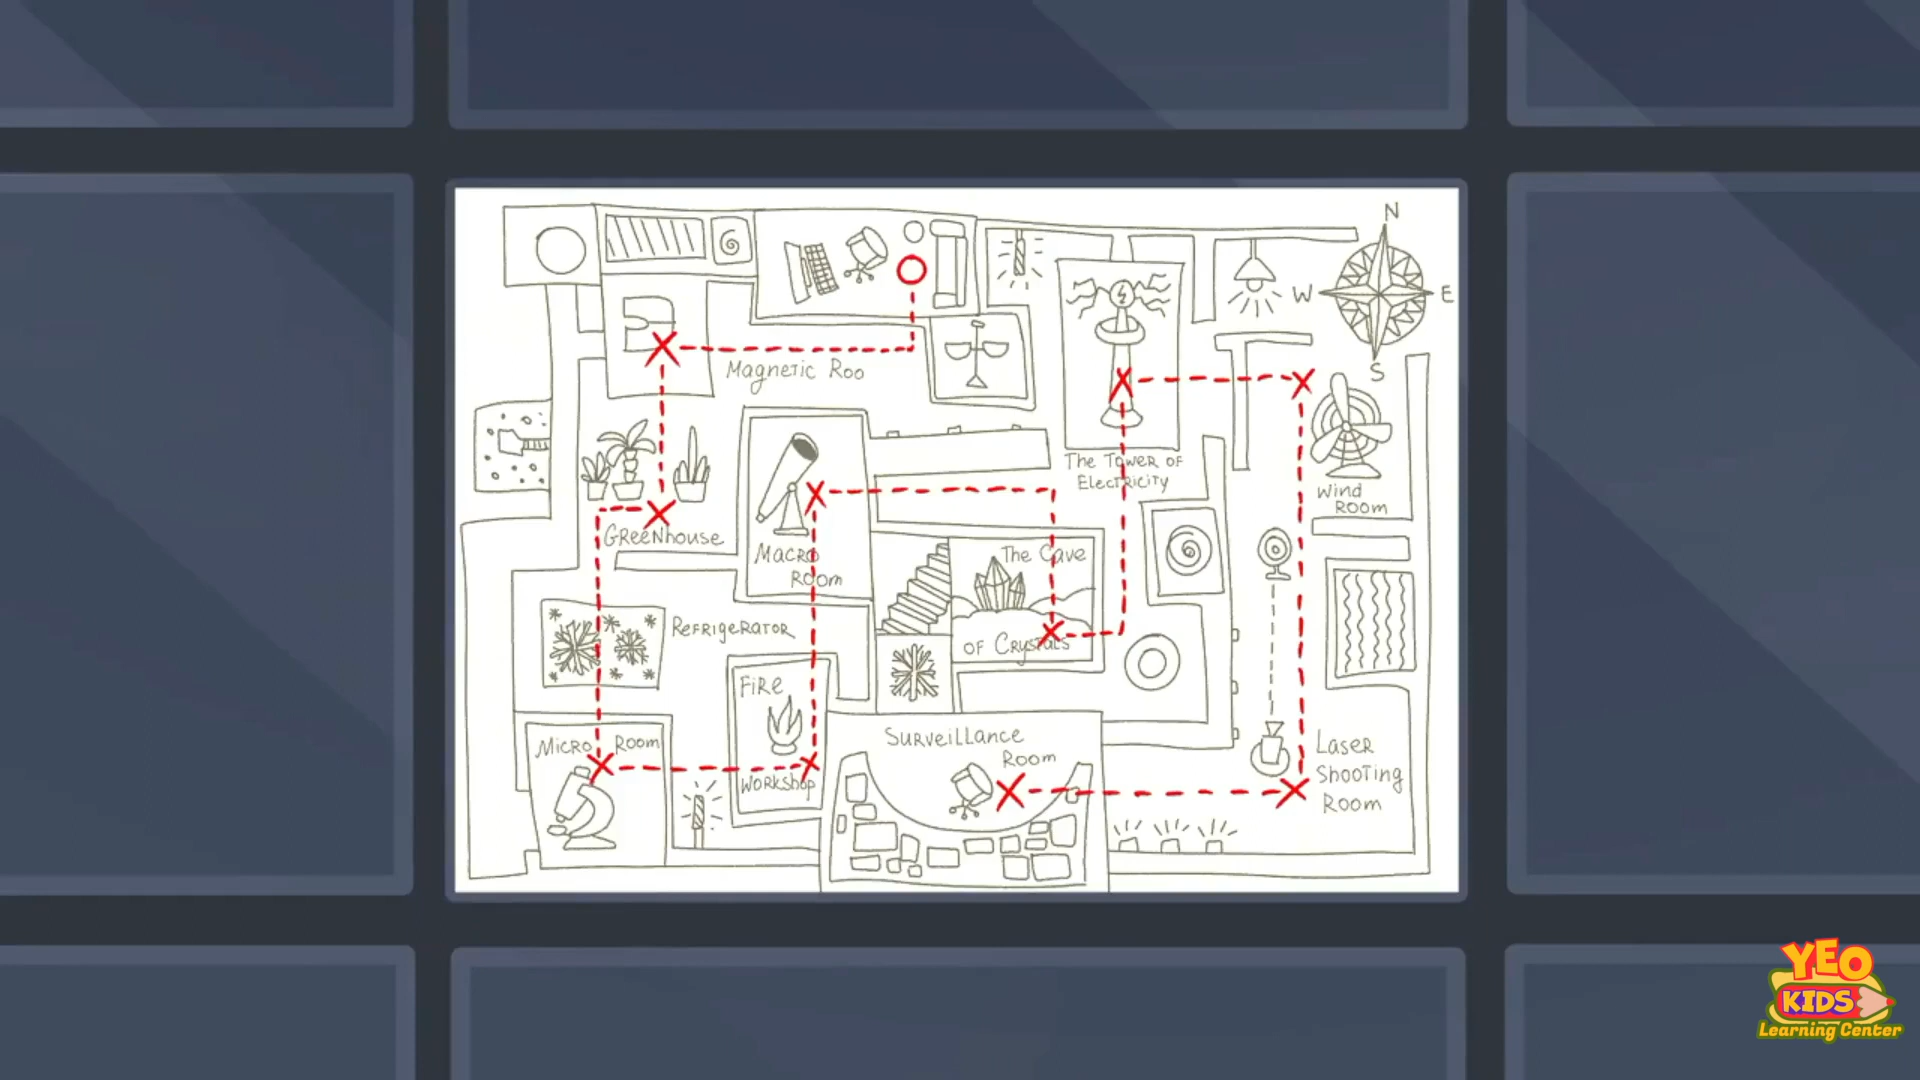 N
W
E
S
Magnetic Roo
The Tower of
Electricity
Wind
Room
Greenhouse
Macro
Room
The Cave
of Crystals
Refrigerator
Fire
Workshop
Micro Room
Surveillance
Room
Laser
Shooting
Room
YEO
KIDS
Learning Center